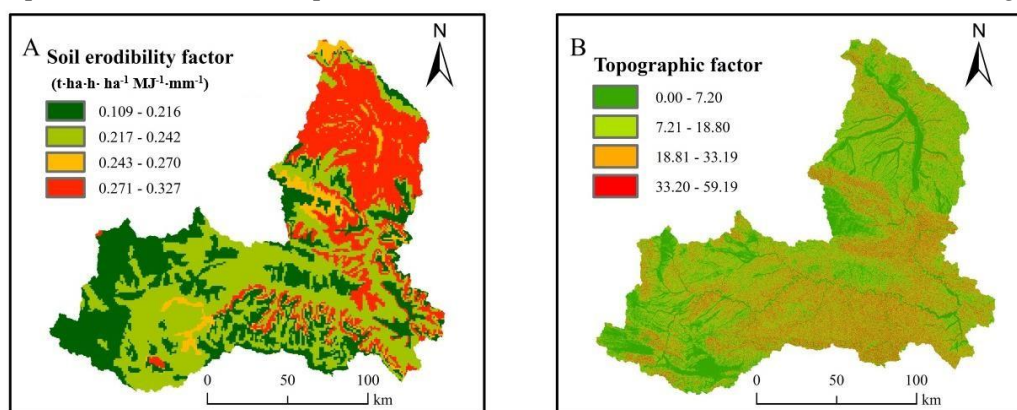 A
Soil erodibility factor
(t·ha·h· ha⁻¹ MJ⁻¹·mm⁻¹)
0.109 - 0.216
0.217 - 0.242
0.243 - 0.270
0.271 - 0.327
N
0 50 100
km
B
Topographic factor
0.00 - 7.20
7.21 - 18.80
18.81 - 33.19
33.20 - 59.19
N
0 50 100
km